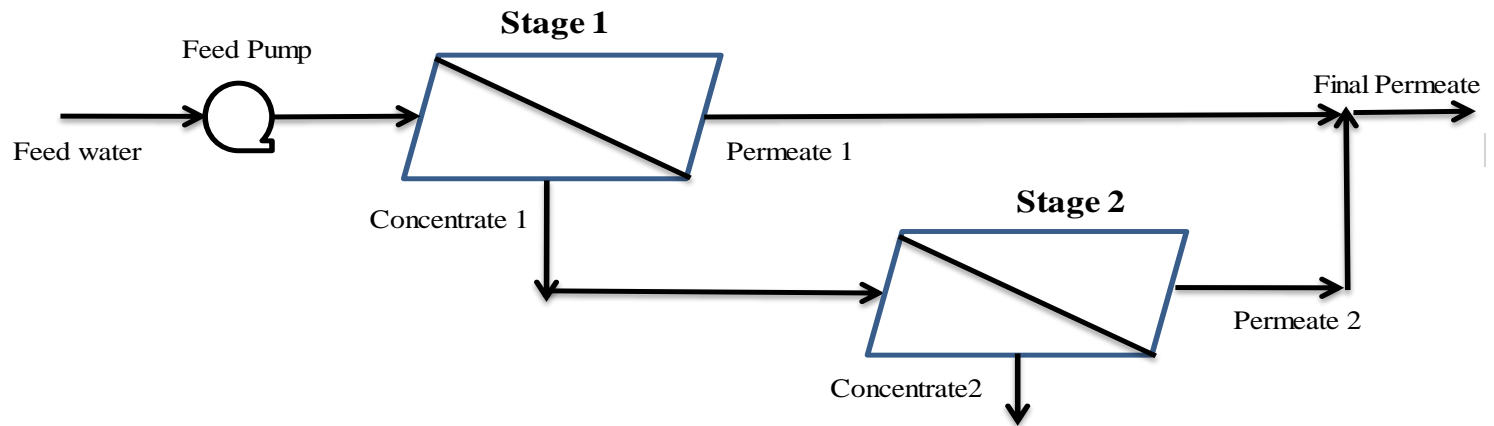 Stage 1
Feed Pump
Final Permeate
Feed water
Permeate 1
Concentrate 1
Stage 2
Permeate 2
Concentrate2